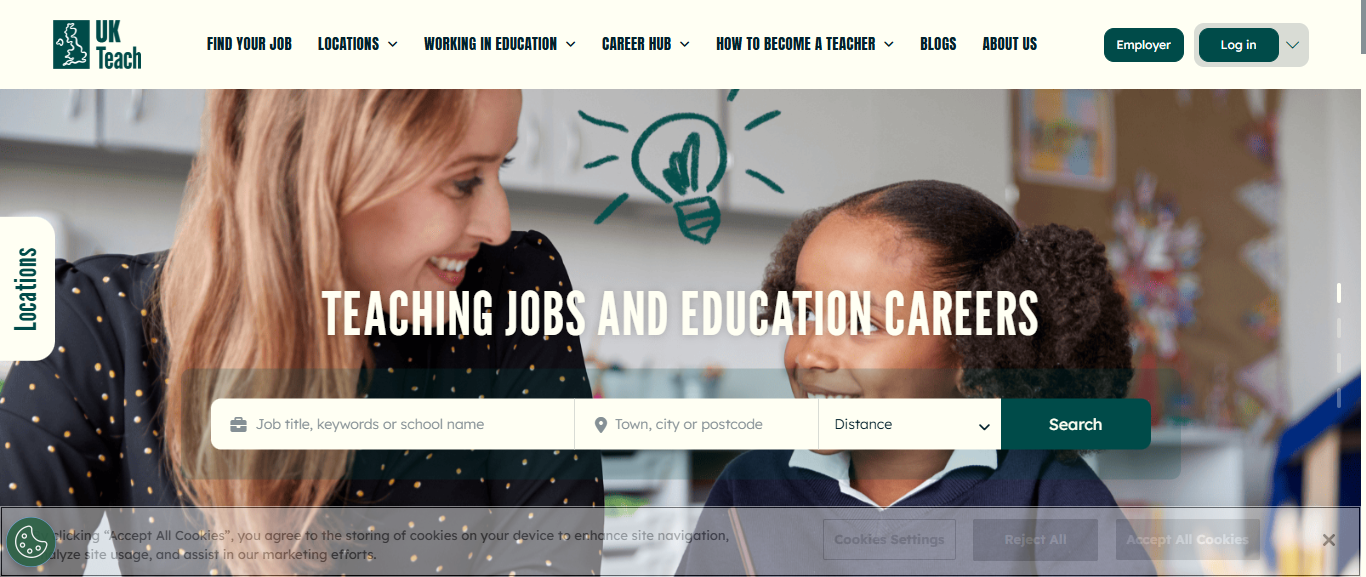 UK
Teach
FIND YOUR JOB
LOCATIONS
WORKING IN EDUCATION
CAREER HUB
HOW TO BECOME A TEACHER
BLOGS
ABOUT US
Employer
Log in
Locations
TEACHING JOBS AND EDUCATION CAREERS
Job title, keywords or school name
Town, city or postcode
Distance
Search
clicking “Accept All Cookies”, you agree to the storing of cookies on your device to enhance site navigation,
site usage, and assist in our marketing efforts.
Cookies Settings
Reject All
Accept All Cookies